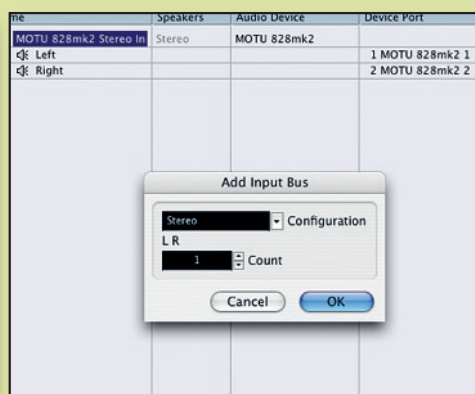 me Speakers Audio Device Device Port
MOTU 828mk2 Stereo In Stereo MOTU 828mk2
Left 1 MOTU 828mk2 1
Right 2 MOTU 828mk2 2
Add Input Bus
Stereo Configuration
L R
1 Count
Cancel OK